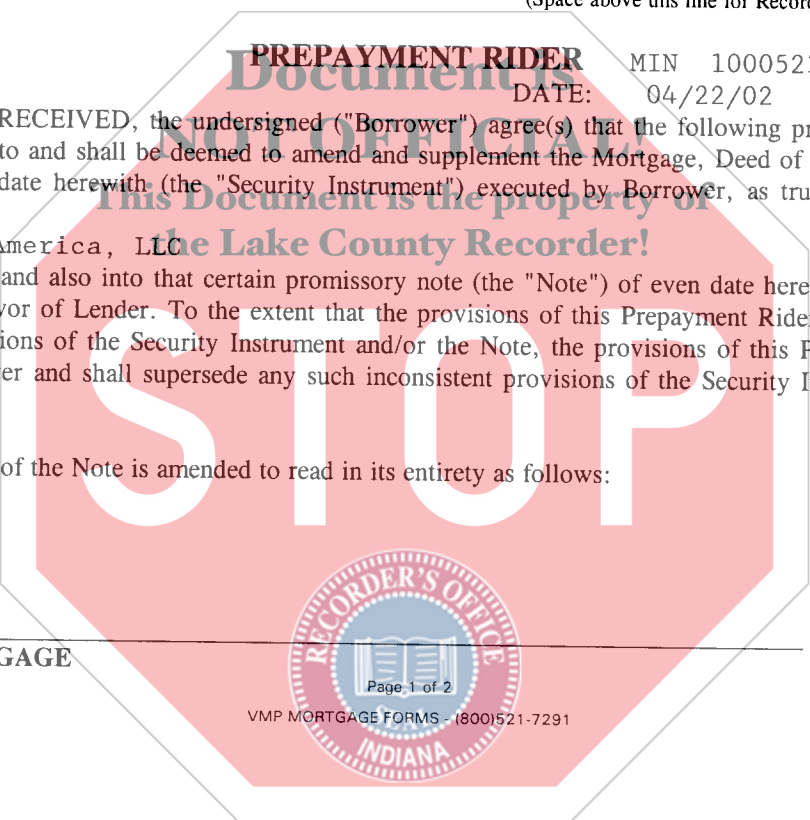 (Space above this line for Recor
PREPAYMENT RIDER MIN 1000523
Document is
DATE: 04/22/02
RECEIVED, the undersigned ("Borrower") agree(s) that the following pr
NOT OFFICIAL!
to and shall be deemed to amend and supplement the Mortgage, Deed of
date herewith (the "Security Instrument") executed by Borrower, as tru
This Document is the property of
the Lake County Recorder!
America, LLC
and also into that certain promissory note (the "Note") of even date here
vor of Lender. To the extent that the provisions of this Prepayment Ride
ions of the Security Instrument and/or the Note, the provisions of this P
er and shall supersede any such inconsistent provisions of the Security I
STOP
of the Note is amended to read in its entirety as follows:
RECORDER'S OFFICE
GAGE
Page 1 of 2
SEAL
VMP MORTGAGE FORMS - (800)521-7291
INDIANA